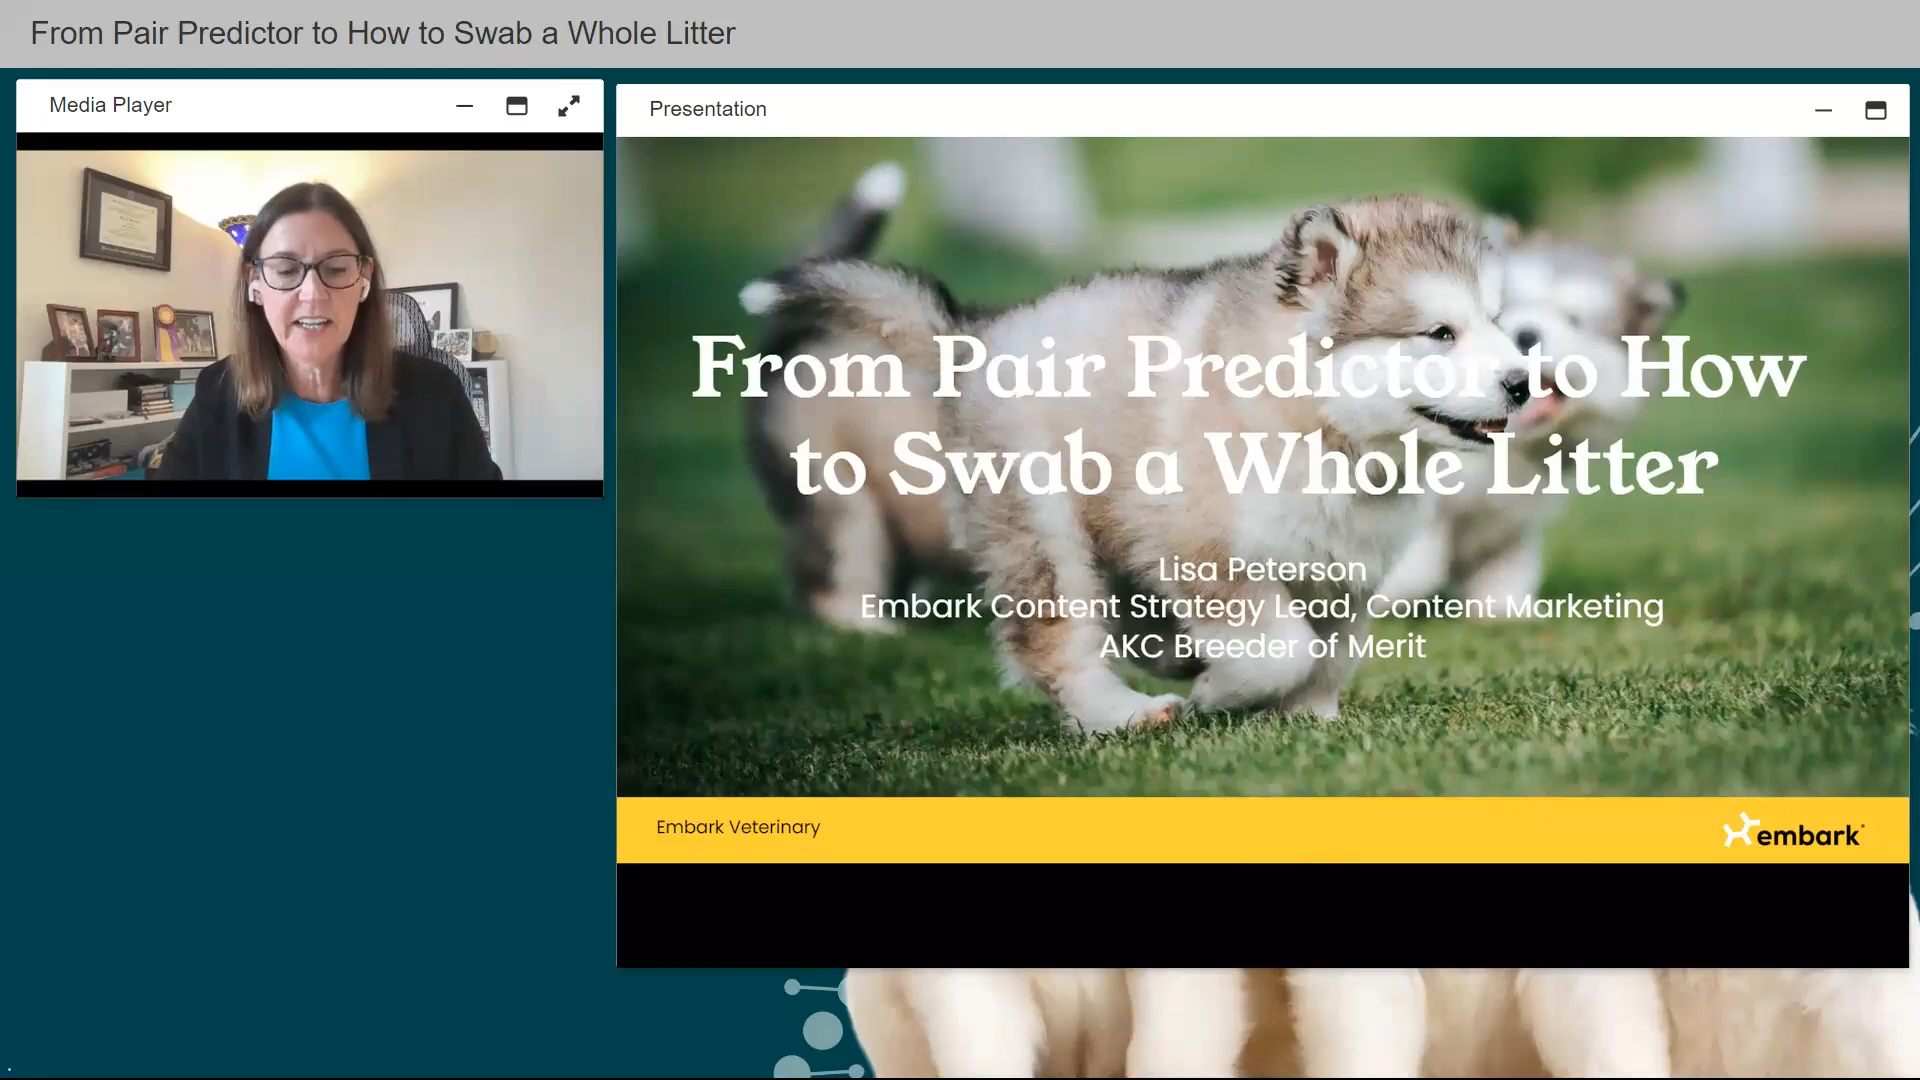 From Pair Predictor to How to Swab a Whole Litter
Media Player
Presentation
From Pair Predictor to How
to Swab a Whole Litter
Lisa Peterson
Embark Content Strategy Lead, Content Marketing
AKC Breeder of Merit
Embark Veterinary
embark